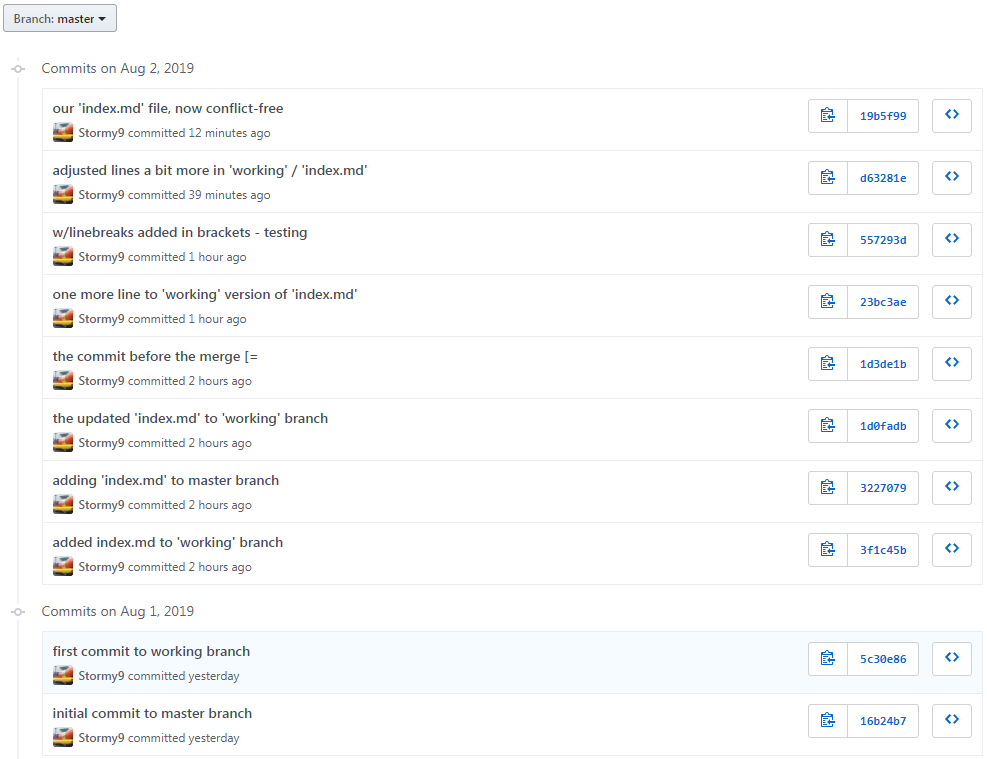 Branch: master
Commits on Aug 2, 2019
our 'index.md' file, now conflict-free
Stormy9 committed 12 minutes ago
19b5f99
adjusted lines a bit more in 'working' / 'index.md'
Stormy9 committed 39 minutes ago
d63281e
w/linebreaks added in brackets - testing
Stormy9 committed 1 hour ago
557293d
one more line to 'working' version of 'index.md'
Stormy9 committed 1 hour ago
23bc3ae
the commit before the merge [=
Stormy9 committed 2 hours ago
1d3de1b
the updated 'index.md' to 'working' branch
Stormy9 committed 2 hours ago
1d0fadb
adding 'index.md' to master branch
Stormy9 committed 2 hours ago
3227079
added index.md to 'working' branch
Stormy9 committed 2 hours ago
3f1c45b
Commits on Aug 1, 2019
first commit to working branch
Stormy9 committed yesterday
5c30e86
initial commit to master branch
Stormy9 committed yesterday
16b24b7